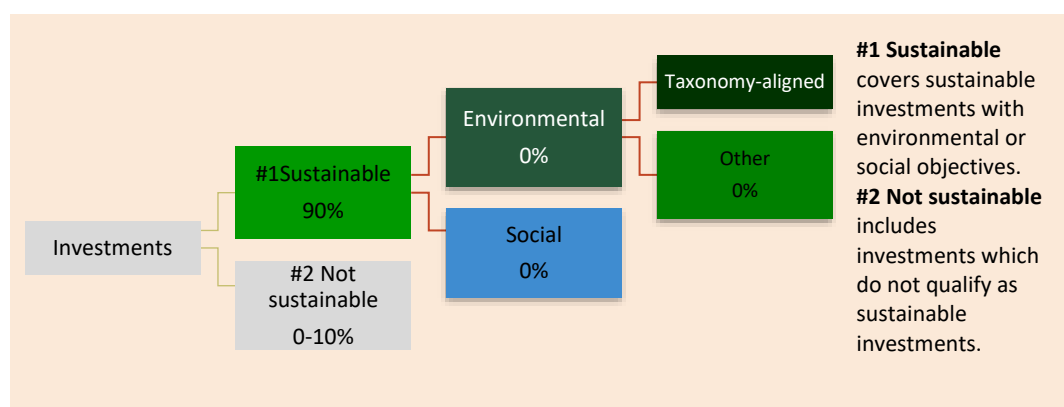 Investments
#1Sustainable
90%
#2 Not
sustainable
0-10%
Environmental
0%
Social
0%
Taxonomy-aligned
Other
0%
#1 Sustainable
covers sustainable
investments with
environmental or
social objectives.
#2 Not sustainable
includes
investments which
do not qualify as
sustainable
investments.